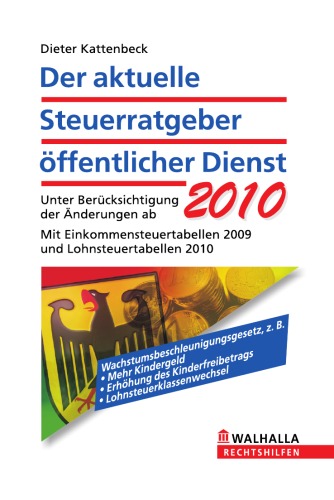 Dieter Kattenbeck
Der aktuelle
Steuerratgeber
öffentlicher Dienst
Unter Berücksichtigung
der Änderungen ab
2010
Mit Einkommensteuertabellen 2009
und Lohnsteuertabellen 2010
Wachstumsbeschleunigungsgesetz, z. B.
• Mehr Kindergeld
• Erhöhung des Kinderfreibetrags
• Lohnsteuerklassenwechsel
WALHALLA
RECHTSHILFEN